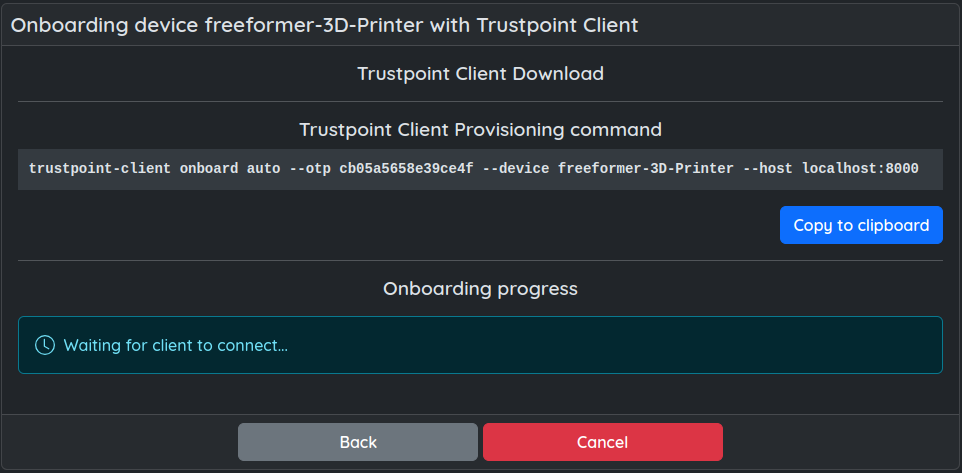 Onboarding device freeformer-3D-Printer with Trustpoint Client
Trustpoint Client Download
Trustpoint Client Provisioning command
trustpoint-client onboard auto --otp cb05a5658e39ce4f --device freeformer-3D-Printer --host localhost:8000
Copy to clipboard
Onboarding progress
Waiting for client to connect...
Back
Cancel